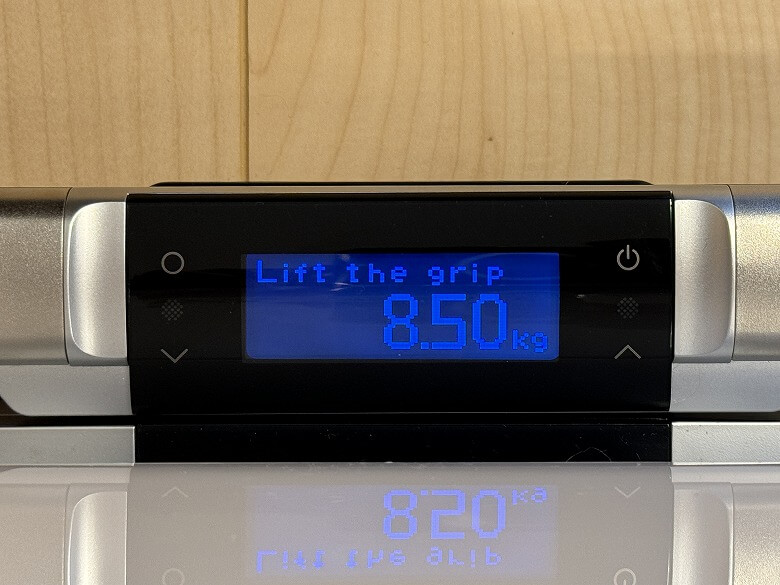 Lift the grip
8.50kg